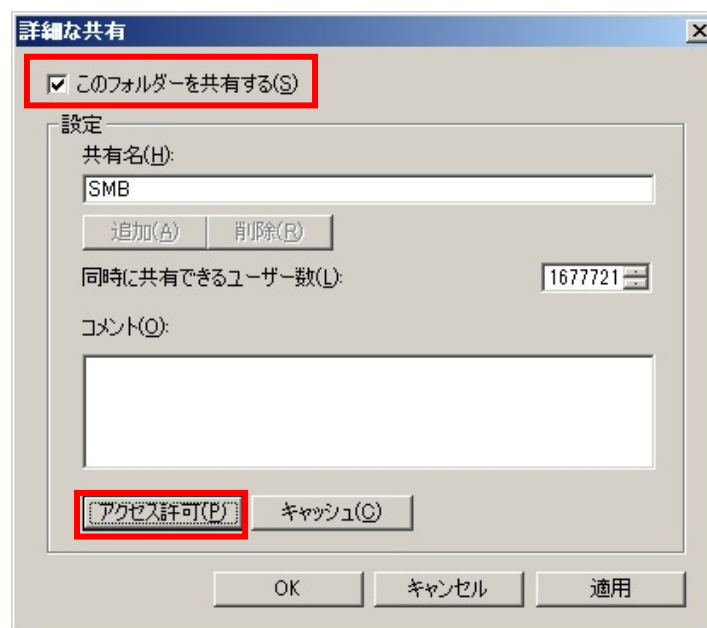 詳細な共有
このフォルダーを共有する(S)
設定
共有名(H):
SMB
追加(A) 削除(R)
同時に共有できるユーザー数(L): 1677721
コメント(O):
アクセス許可(P) キャッシュ(C)
OK キャンセル 適用